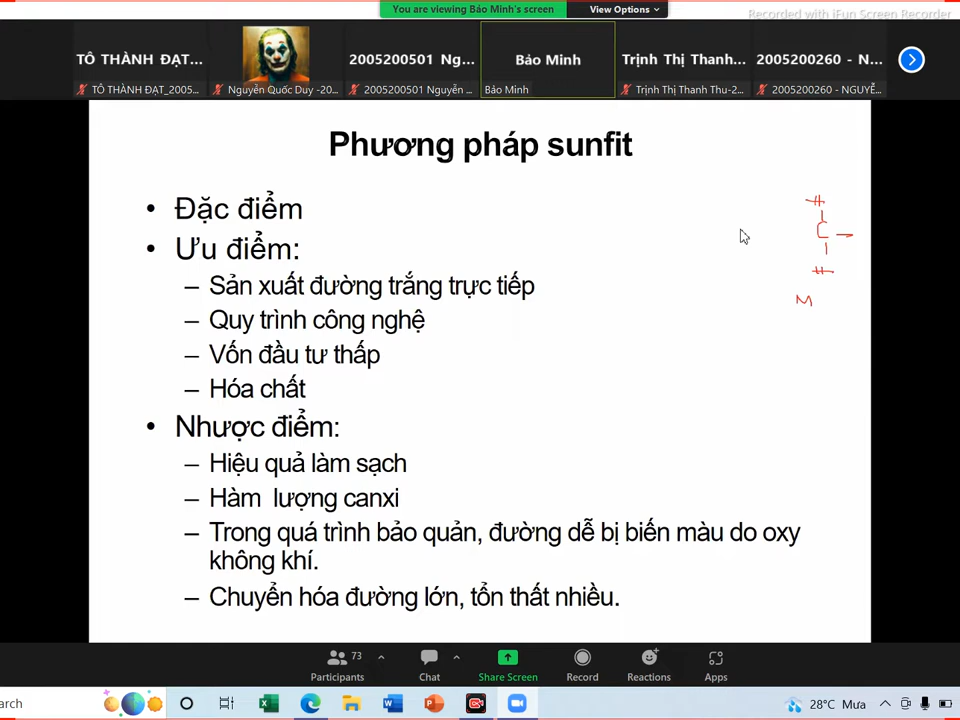 You are viewing Bảo Minh's screen View Options
Recorded with iFun Screen Recorder
TÔ THÀNH ĐẠT... 2005200501 Ng... Bảo Minh Trịnh Thị Thanh... 2005200260 - N...
TÔ THÀNH ĐẠT_2005... Nguyễn Quốc Duy -20... 2005200501 Nguyễn ... Bảo Minh Trịnh Thị Thanh Thu-2... 2005200260 - NGUYỄ...
Phương pháp sunfit
• Đặc điểm
• Ưu điểm:
– Sản xuất đường trắng trực tiếp
– Quy trình công nghệ
– Vốn đầu tư thấp
– Hóa chất
• Nhược điểm:
– Hiệu quả làm sạch
– Hàm lượng canxi
– Trong quá trình bảo quản, đường dễ bị biến màu do oxy
không khí.
– Chuyển hóa đường lớn, tổn thất nhiều.
73
Participants Chat Share Screen Record Reactions Apps
earch 28°C Mưa